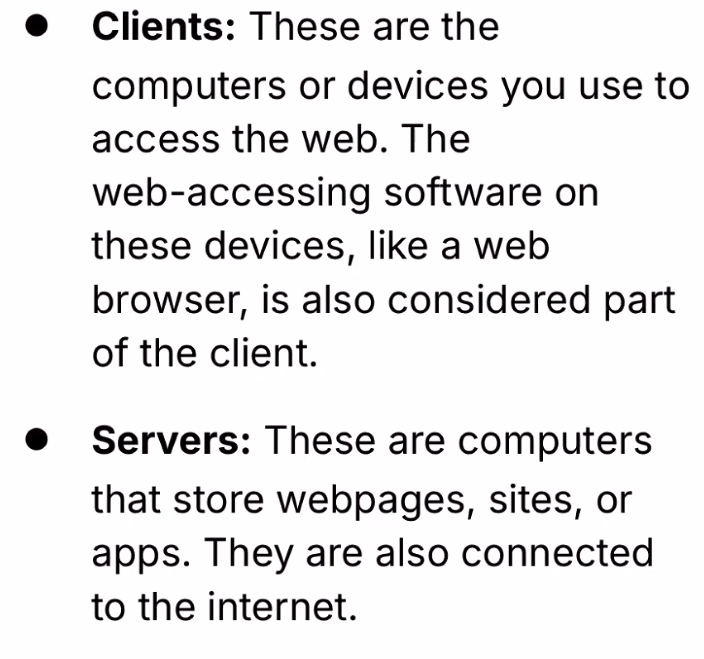 ● Clients: These are the
computers or devices you use to
access the web. The
web-accessing software on
these devices, like a web
browser, is also considered part
of the client.
● Servers: These are computers
that store webpages, sites, or
apps. They are also connected
to the internet.